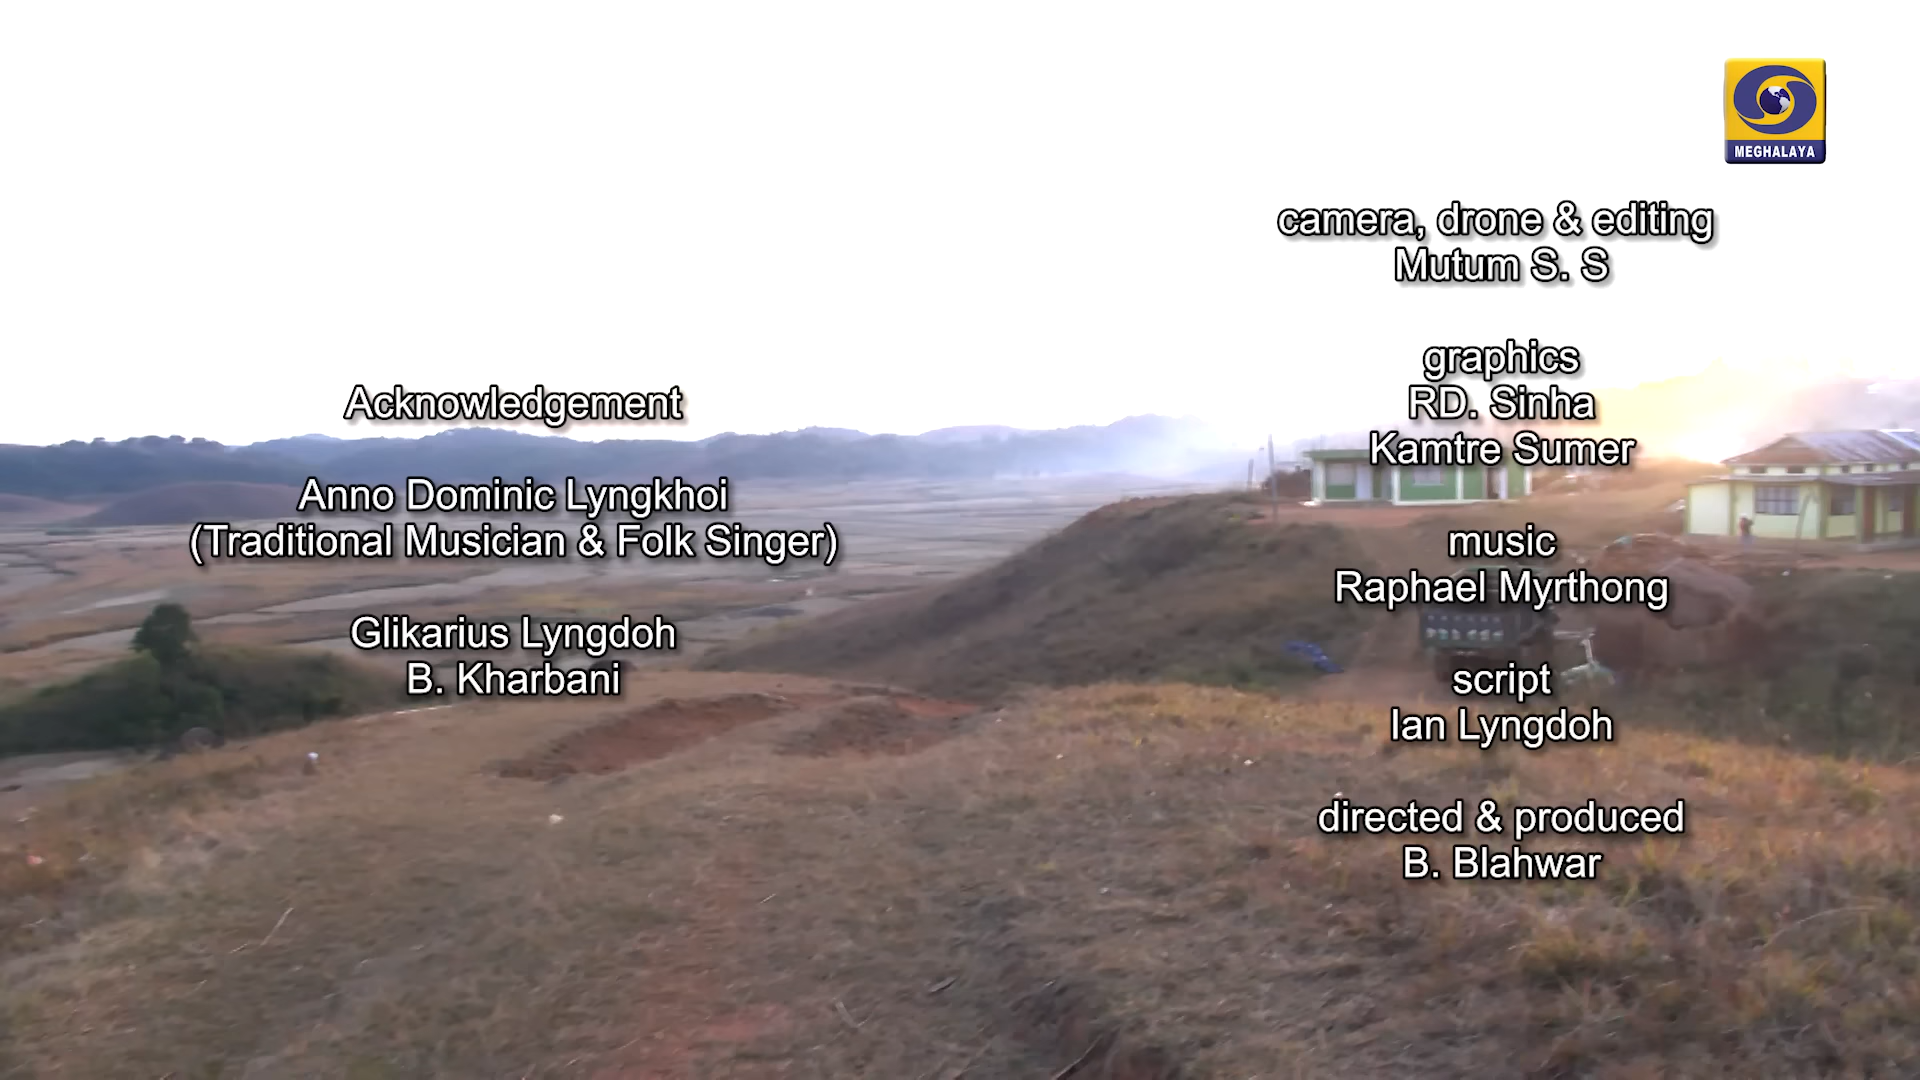 MEGHALAYA
Acknowledgement
Anno Dominic Lyngkhoi
(Traditional Musician & Folk Singer)
Glikarius Lyngdoh
B. Kharbani
camera, drone & editing
Mutum S. S
graphics
RD. Sinha
Kamtre Sumer
music
Raphael Myrthong
script
Ian Lyngdoh
directed & produced
B. Blahwar